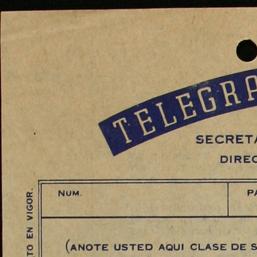 TELEGRA
SECRETA
DIREC
NUM.
PA
(ANOTE USTED AQUI CLASE DE S
TO EN VIGOR.